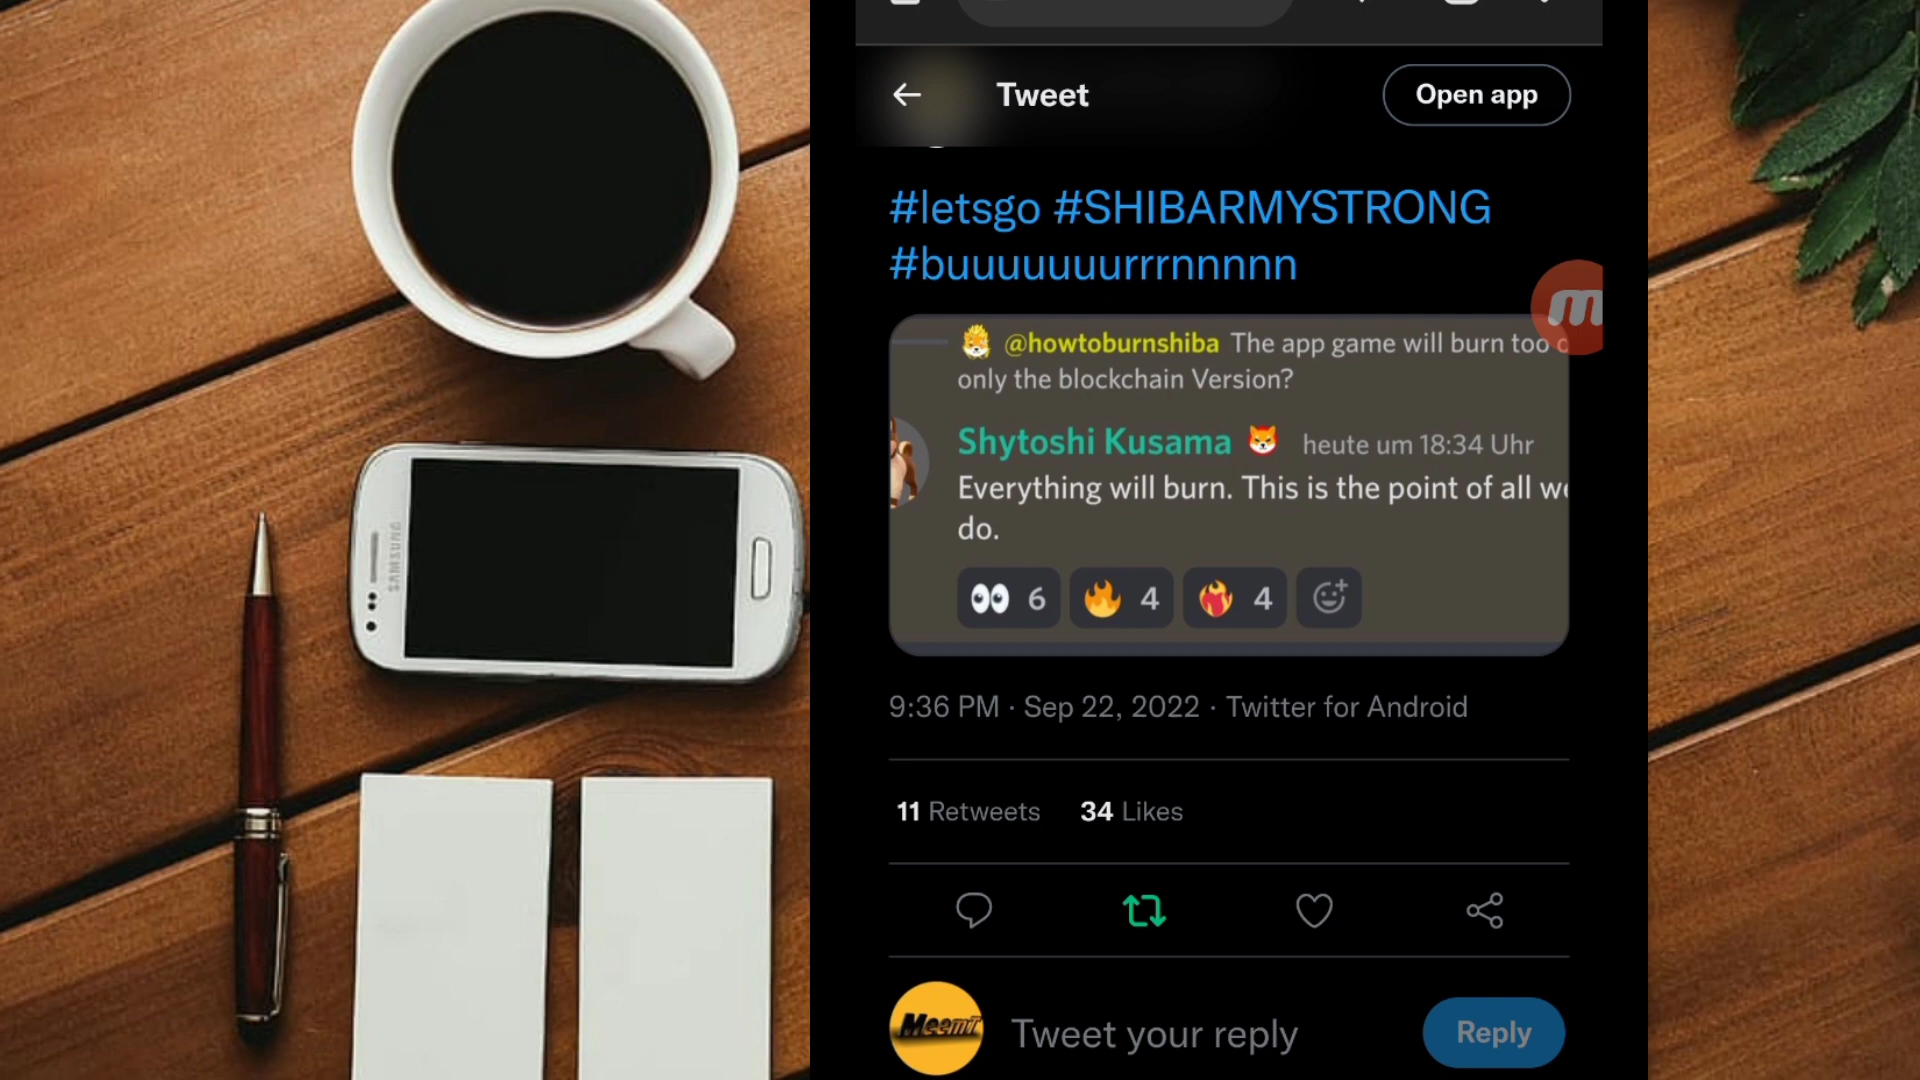 Tweet
Open app
#letsgo #SHIBARMYSTRONG
#buuuuuuurrrnnnnn
@howtoburnshiba The app game will burn too
only the blockchain Version?
Shytoshi Kusama heute um 18:34 Uhr
Everything will burn. This is the point of all we
do.
6 4 4
9:36 PM · Sep 22, 2022 · Twitter for Android
11 Retweets 34 Likes
MeemT
Tweet your reply
Reply
SAMSUNG